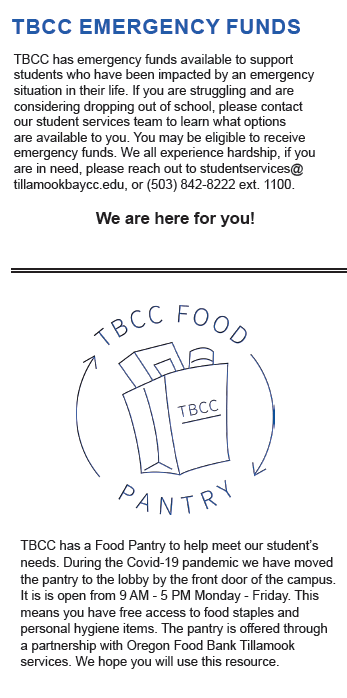 TBCC EMERGENCY FUNDS
TBCC has emergency funds available to support
students who have been impacted by an emergency
situation in their life. If you are struggling and are
considering dropping out of school, please contact
our student services team to learn what options
are available to you. You may be eligible to receive
emergency funds. We all experience hardship, if you
are in need, please reach out to studentservices@
tillamookbaycc.edu, or (503) 842-8222 ext. 1100.
We are here for you!
TBCC FOOD
TBCC
PANTRY
TBCC has a Food Pantry to help meet our student's
needs. During the Covid-19 pandemic we have moved
the pantry to the lobby by the front door of the campus.
It is is open from 9 AM - 5 PM Monday - Friday. This
means you have free access to food staples and
personal hygiene items. The pantry is offered through
a partnership with Oregon Food Bank Tillamook
services. We hope you will use this resource.